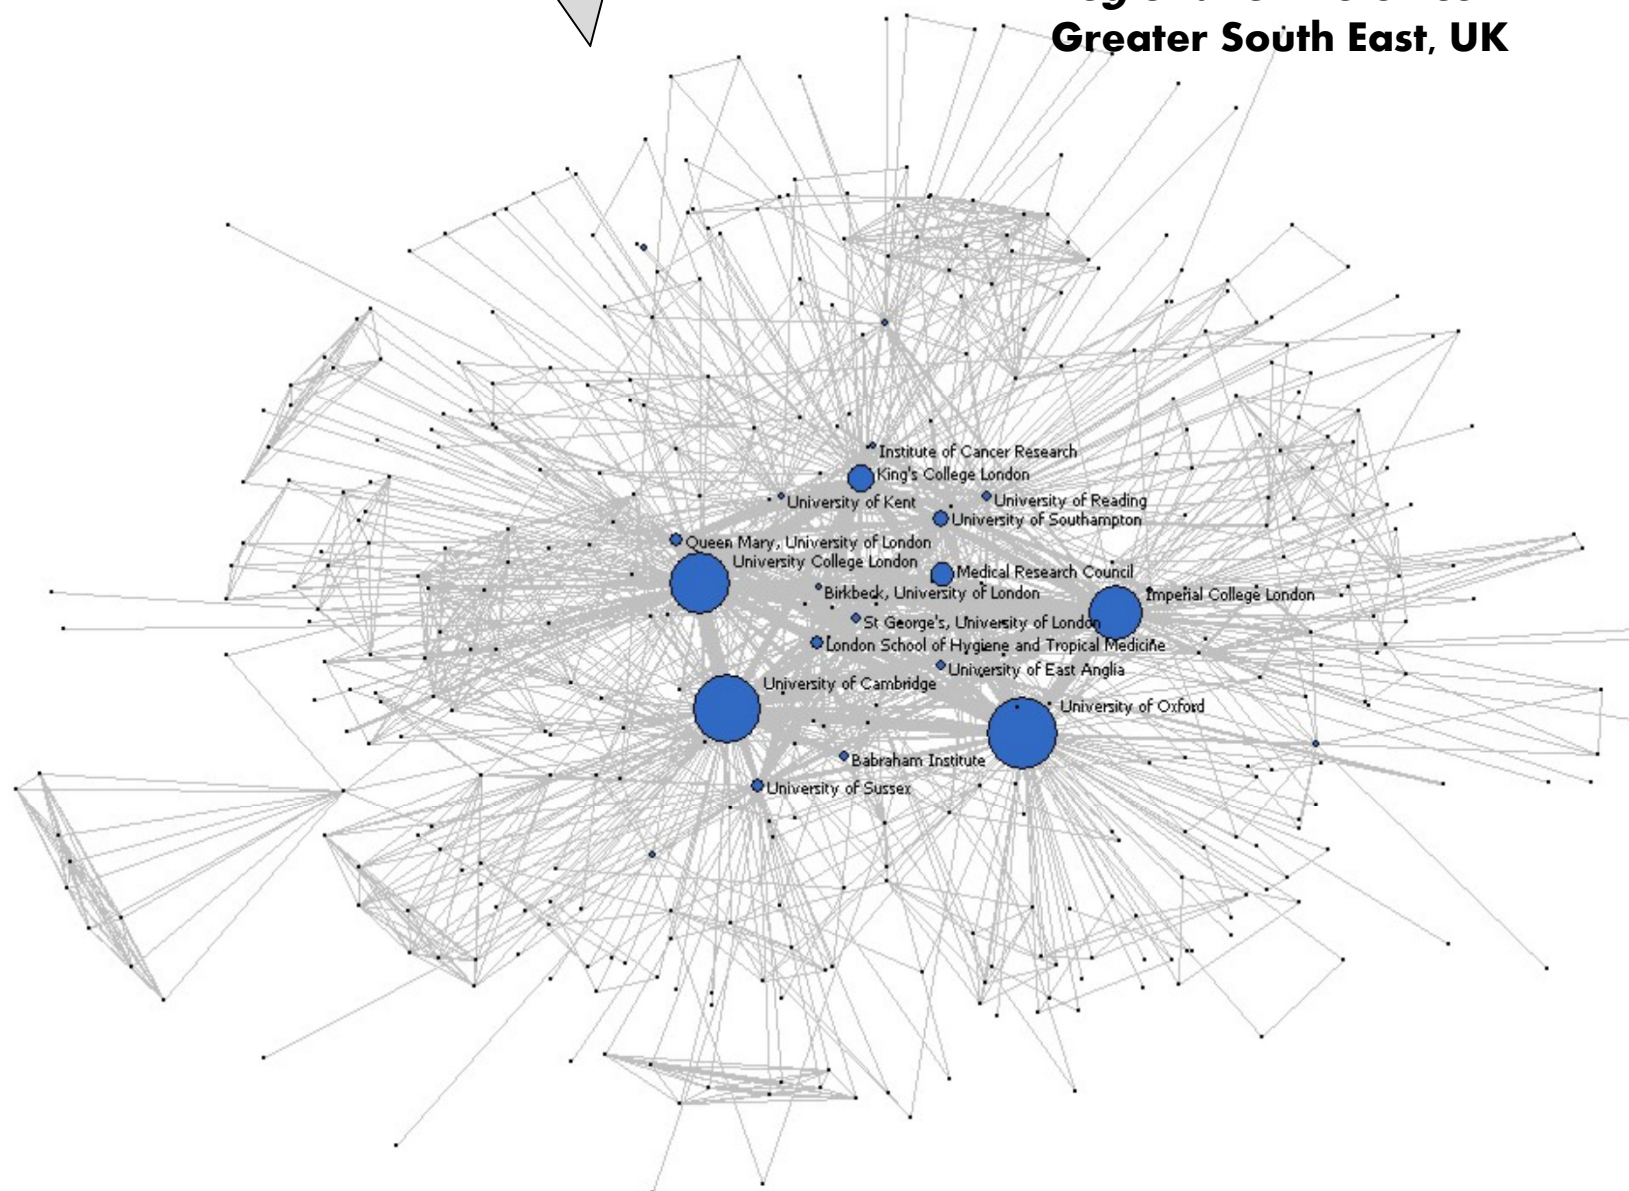 Greater South East, UK
Institute of Cancer Research
King's College London
University of Kent
University of Reading
University of Southampton
Queen Mary, University of London
University College London
Medical Research Council
Birkbeck, University of London
Imperial College London
St George's, University of London
London School of Hygiene and Tropical Medicine
University of East Anglia
University of Cambridge
University of Oxford
Babraham Institute
University of Sussex